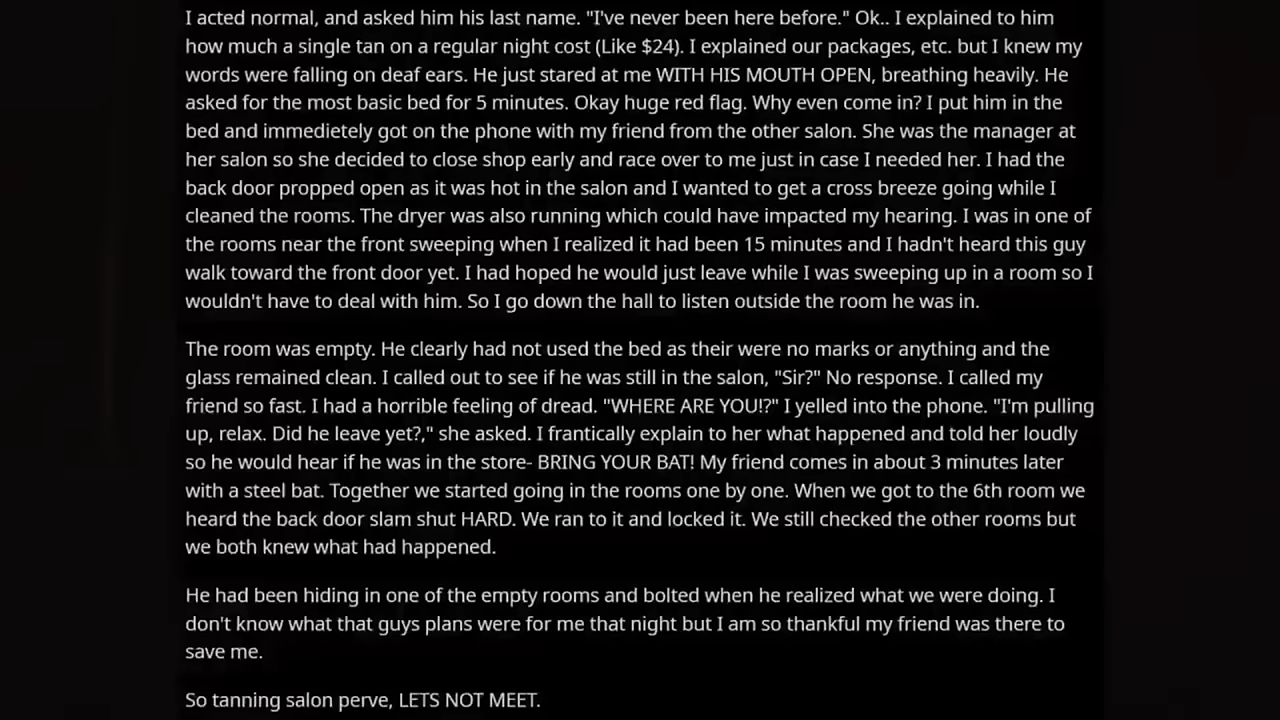 I acted normal, and asked him his last name. "I've never been here before." Ok.. I explained to him
how much a single tan on a regular night cost (Like $24). I explained our packages, etc. but I knew my
words were falling on deaf ears. He just stared at me WITH HIS MOUTH OPEN, breathing heavily. He
asked for the most basic bed for 5 minutes. Okay huge red flag. Why even come in? I put him in the
bed and immedietely got on the phone with my friend from the other salon. She was the manager at
her salon so she decided to close shop early and race over to me just in case I needed her. I had the
back door propped open as it was hot in the salon and I wanted to get a cross breeze going while I
cleaned the rooms. The dryer was also running which could have impacted my hearing. I was in one of
the rooms near the front sweeping when I realized it had been 15 minutes and I hadn't heard this guy
walk toward the front door yet. I had hoped he would just leave while I was sweeping up in a room so I
wouldn't have to deal with him. So I go down the hall to listen outside the room he was in.
The room was empty. He clearly had not used the bed as their were no marks or anything and the
glass remained clean. I called out to see if he was still in the salon, "Sir?" No response. I called my
friend so fast. I had a horrible feeling of dread. "WHERE ARE YOU!?" I yelled into the phone. "I'm pulling
up, relax. Did he leave yet?," she asked. I frantically explain to her what happened and told her loudly
so he would hear if he was in the store- BRING YOUR BAT! My friend comes in about 3 minutes later
with a steel bat. Together we started going in the rooms one by one. When we got to the 6th room we
heard the back door slam shut HARD. We ran to it and locked it. We still checked the other rooms but
we both knew what had happened.
He had been hiding in one of the empty rooms and bolted when he realized what we were doing. I
don't know what that guys plans were for me that night but I am so thankful my friend was there to
save me.
So tanning salon perve, LETS NOT MEET.